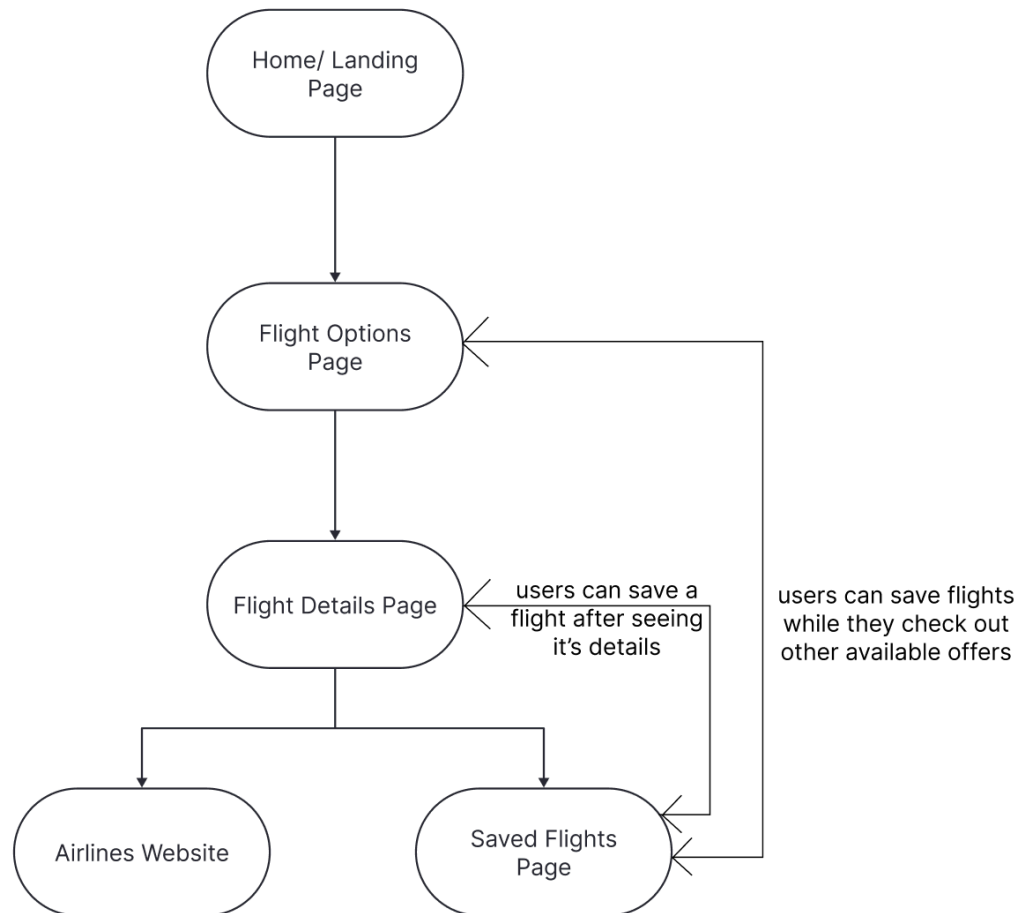 Home/ Landing
Page
Flight Options
Page
Flight Details Page
users can save a
flight after seeing
it’s details
users can save flights
while they check out
other available offers
Airlines Website
Saved Flights
Page